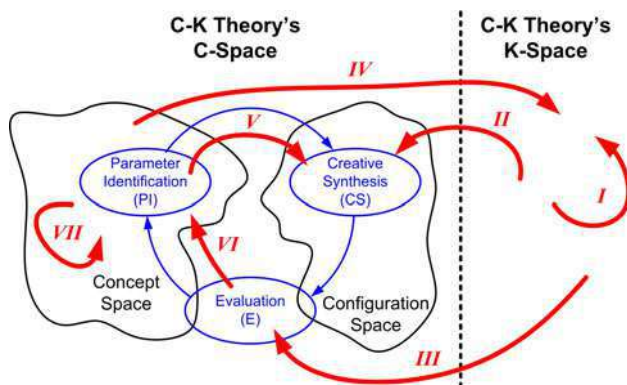 C-K Theory's
C-Space
C-K Theory's
K-Space
IV
II
V
Parameter
Identification
(PI)
Creative
Synthesis
(CS)
I
VII
VI
Concept
Space
Evaluation
(E)
Configuration
Space
III